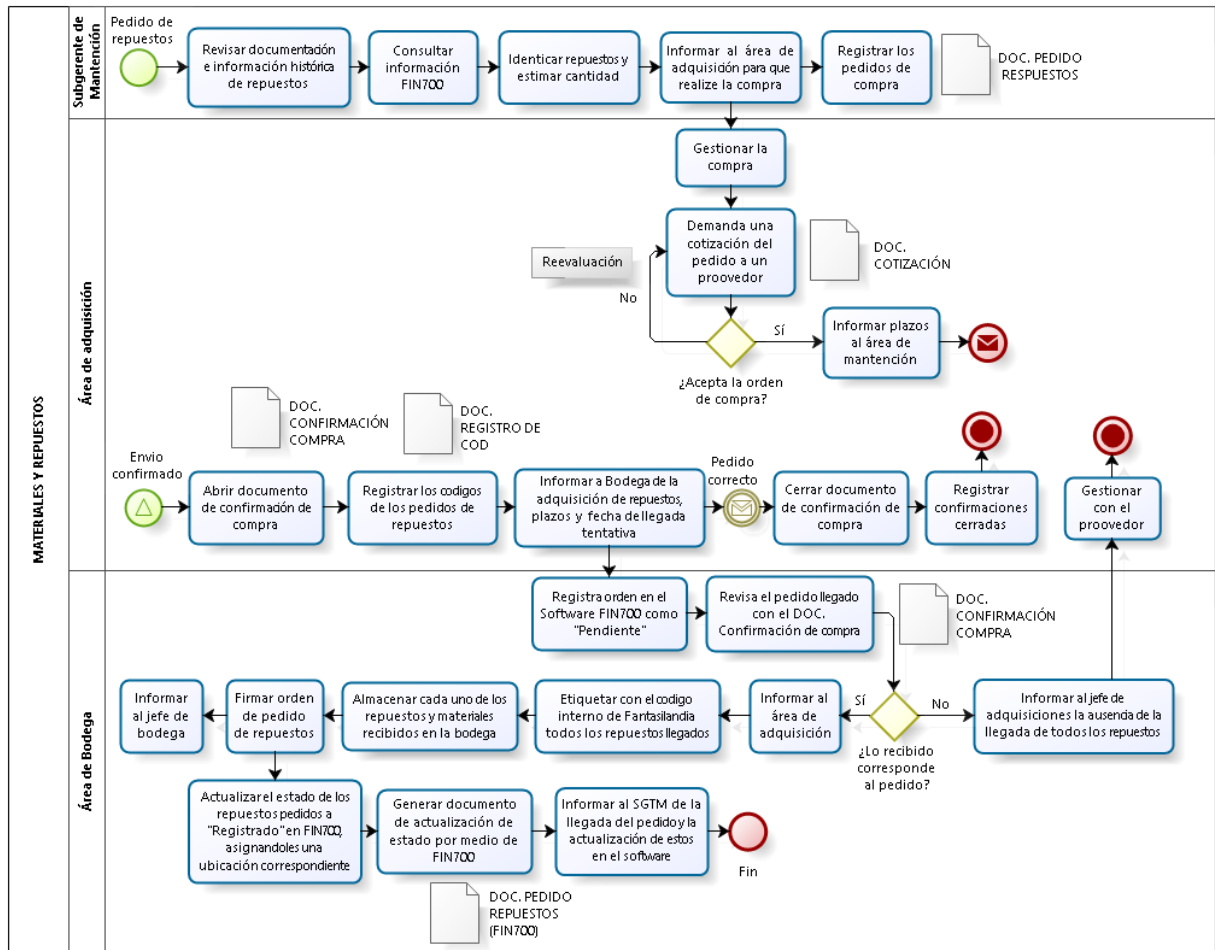 MATERIALES Y REPUESTOS
Subgerente de
Mantención
Pedido de
repuestos
Revisar documentación
e información histórica
de repuestos
Consultar
información
FIN700
Identicar repuestos y
estimar cantidad
Informar al área de
adquisición para que
realize la compra
Registrar los
pedidos de
compra
DOC. PEDIDO
RESPUESTOS
Área de adquisición
Gestionar la
compra
Demanda una
cotización del
pedido a un
proovedor
DOC.
COTIZACIÓN
Reevaluación
No
Sí
Informar plazos
al área de
mantención
¿Acepta la orden
de compra?
DOC.
CONFIRMACIÓN
COMPRA
DOC.
REGISTRO DE
COD
Envio
confirmado
Abrir documento
de confirmación de
compra
Registrar los codigos
de los pedidos de
repuestos
Informar a Bodega de la
adquisición de repuestos,
plazos y fecha de llegada
tentativa
Pedido
correcto
Cerrar documento
de confirmación de
compra
Registrar
confirmaciones
cerradas
Gestionar
con el
proovedor
Área de Bodega
Registra orden en el
Software FIN700 como
"Pendiente"
Revisa el pedido llegado
con el DOC.
Confirmación de compra
DOC.
CONFIRMACIÓN
COMPRA
Informar
al jefe de
bodega
Firmar orden
de pedido
de repuestos
Almacenar cada uno de los
repuestos y materiales
recibidos en la bodega
Etiquetar con el codigo
interno de Fantasilandia
todos los repuestos llegados
Informar al
área de
adquisición
Sí
No
¿Lo recibido
corresponde
al pedido?
Informar al jefe de
adquisiciones la ausencia de la
llegada de todos los repuestos
Actualizar el estado de los
repuestos pedidos a
"Registrado" en FIN700,
asignandoles una
ubicación correspondiente
Generar documento
de actualización de
estado por medio de
FIN700
Informar al SGTM de la
llegada del pedido y la
actualización de estos
en el software
Fin
DOC. PEDIDO
REPUESTOS
(FIN700)